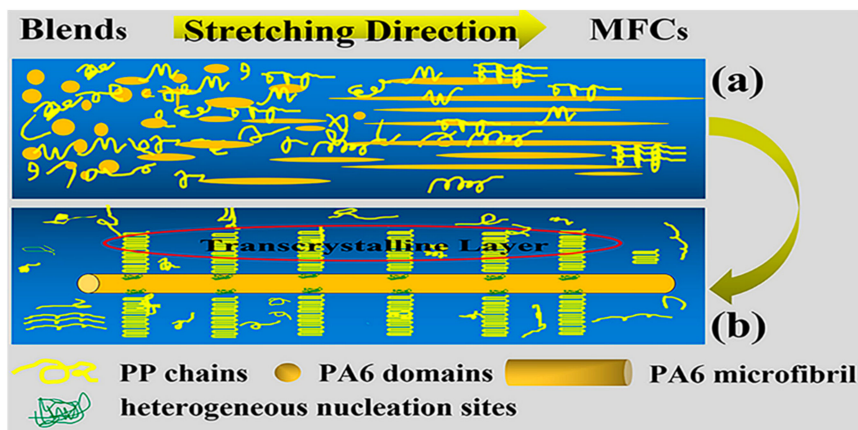 Blends Stretching Direction MFCs
(a)
Transcrystalline Layer
(b)
PP chains PA6 domains PA6 microfibril
heterogeneous nucleation sites